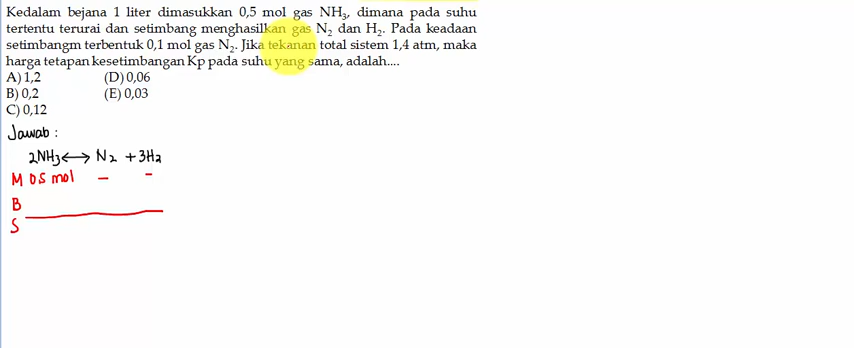 Kedalam bejana 1 liter dimasukkan 0,5 mol gas NH₃, dimana pada suhu
tertentu terurai dan setimbang menghasilkan gas N₂ dan H₂. Pada keadaan
setimbangm terbentuk 0,1 mol gas N₂. Jika tekanan total sistem 1,4 atm, maka
harga tetapan kesetimbangan Kp pada suhu yang sama, adalah....
A) 1,2 (D) 0,06
B) 0,2 (E) 0,03
C) 0,12
Jawab :
2NH₃ ⟷ N₂ + 3H₂
M 0,5 mol – –
B
S